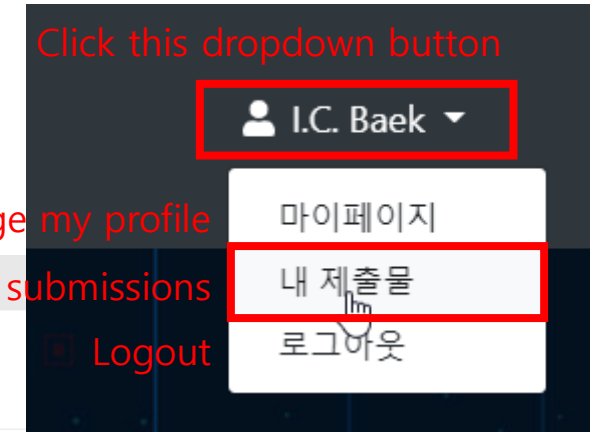 Click this dropdown button
I.C. Baek
my profile 마이페이지
submissions 내 제출물
Logout 로그아웃